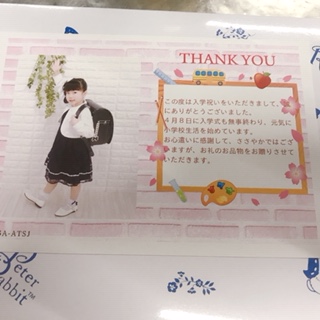 THANK YOU
この度は入学祝いをいただきまして、
ありがとうございました。
4月8日に入学式も無事終わり、元気に
小学校生活を始めています。
お心遣いに感謝して、ささやかではござい
ますが、お礼のお品物をお贈りさせて
いただきます。
SA-ATSJ
Peter
Rabbit™